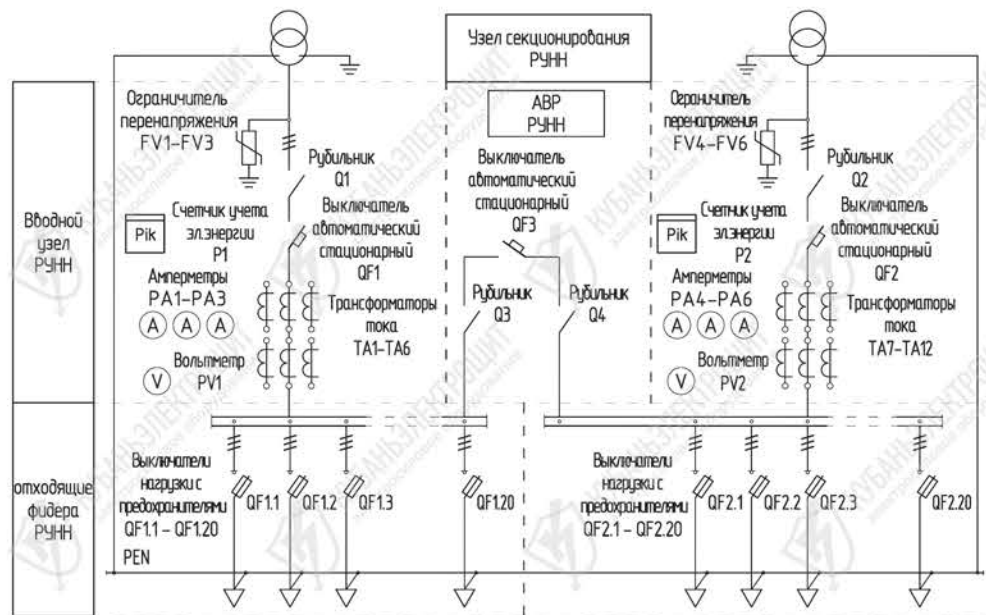 Узел секционирования
РУНН
АВР
РУНН
Вводной
узел
РУНН
Ограничитель
перенапряжения
FV1-FV3
Рубильник
Q1
Счетчик учета
эл.энергии
P1
Pik
Выключатель
автоматический
стационарный
QF1
Амперметры
PA1-PA3
A A A
Трансформаторы
тока
TA1-TA6
Вольтметр
PV1
V
Выключатель
автоматический
стационарный
QF3
Рубильник
Q3
Рубильник
Q4
Ограничитель
перенапряжения
FV4-FV6
Рубильник
Q2
Счетчик учета
эл.энергии
P2
Pik
Выключатель
автоматический
стационарный
QF2
Амперметры
PA4-PA6
A A A
Трансформаторы
тока
TA7-TA12
Вольтметр
PV2
V
отходящие
фидера
РУНН
Выключатели
нагрузки с
предохранителями
QF1.1 - QF1.20
QF1.1 QF1.2 QF1.3 QF1.20
PEN
Выключатели
нагрузки с
предохранителями
QF2.1 - QF2.20
QF2.1 QF2.2 QF2.3 QF2.20
КУБАНЬЭЛЕКТРОЩИТ